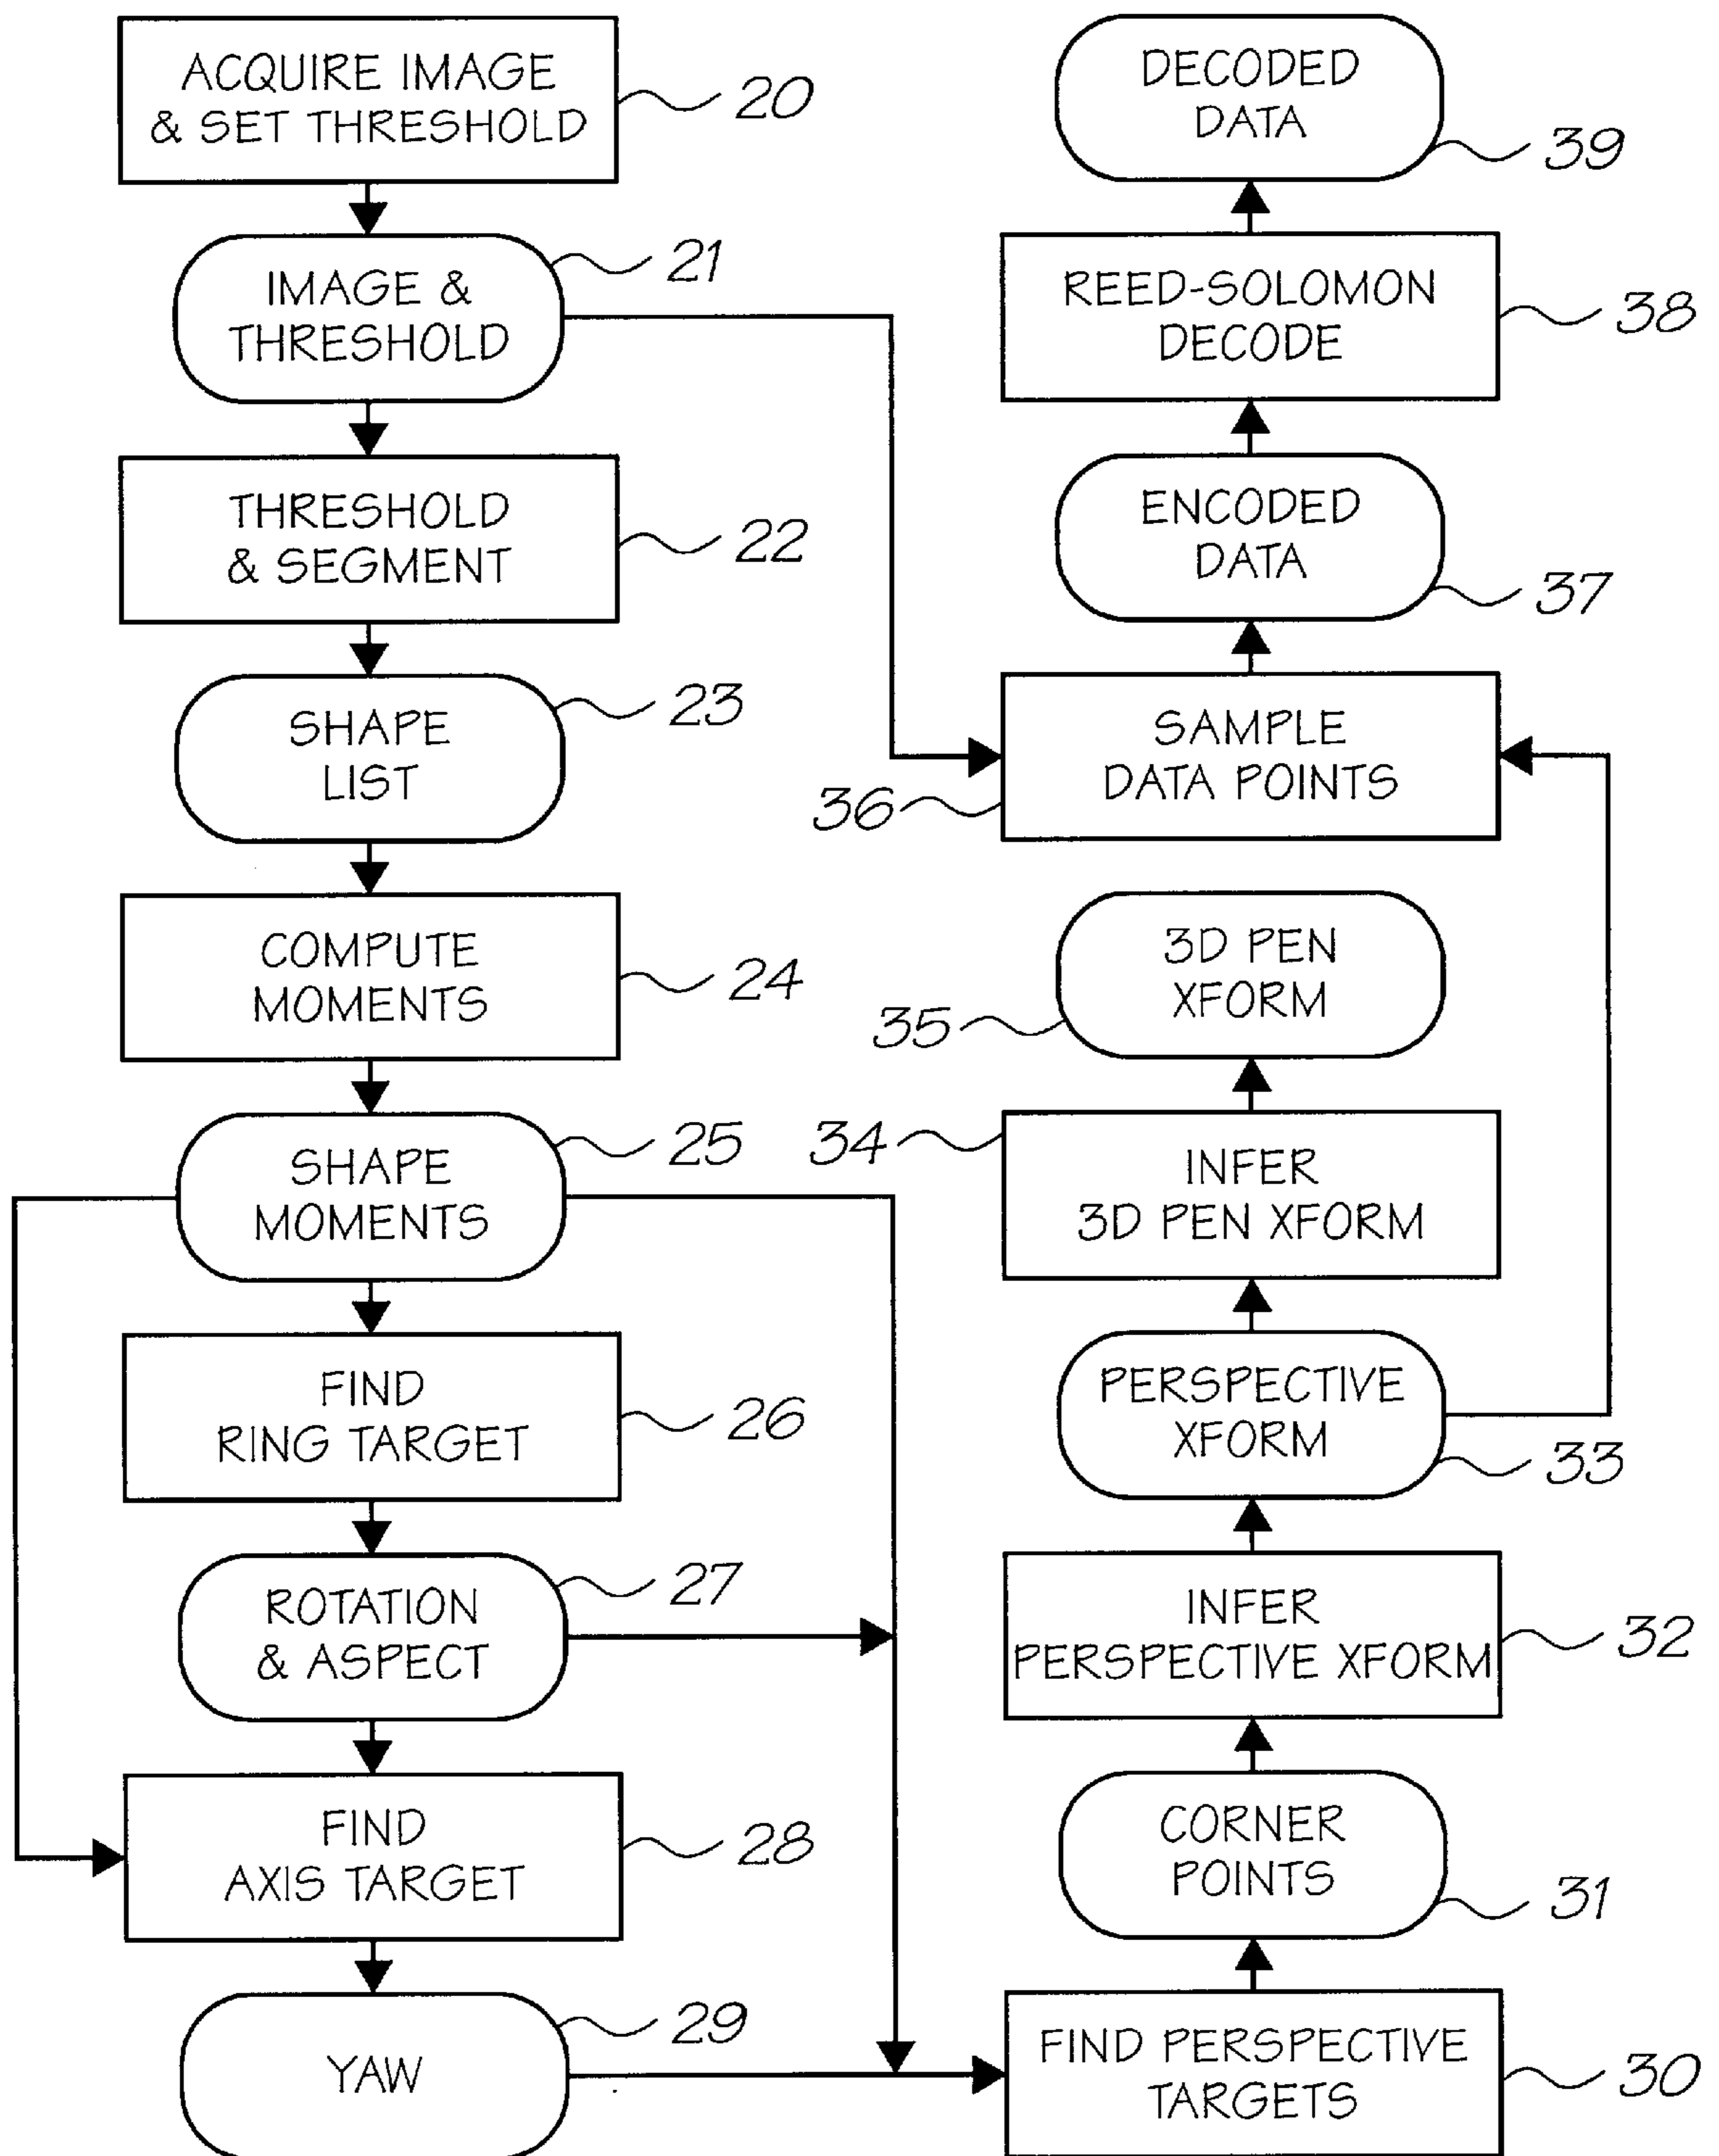 ACQUIRE IMAGE
& SET THRESHOLD
20
IMAGE &
THRESHOLD
21
THRESHOLD
& SEGMENT
22
SHAPE
LIST
23
COMPUTE
MOMENTS
24
SHAPE
MOMENTS
25
FIND
RING TARGET
26
ROTATION
& ASPECT
27
FIND
AXIS TARGET
28
YAW
29
DECODED
DATA
39
REED-SOLOMON
DECODE
38
ENCODED
DATA
37
SAMPLE
DATA POINTS
36
3D PEN
XFORM
35
INFER
3D PEN XFORM
34
PERSPECTIVE
XFORM
33
INFER
PERSPECTIVE XFORM
32
CORNER
POINTS
31
FIND PERSPECTIVE
TARGETS
30